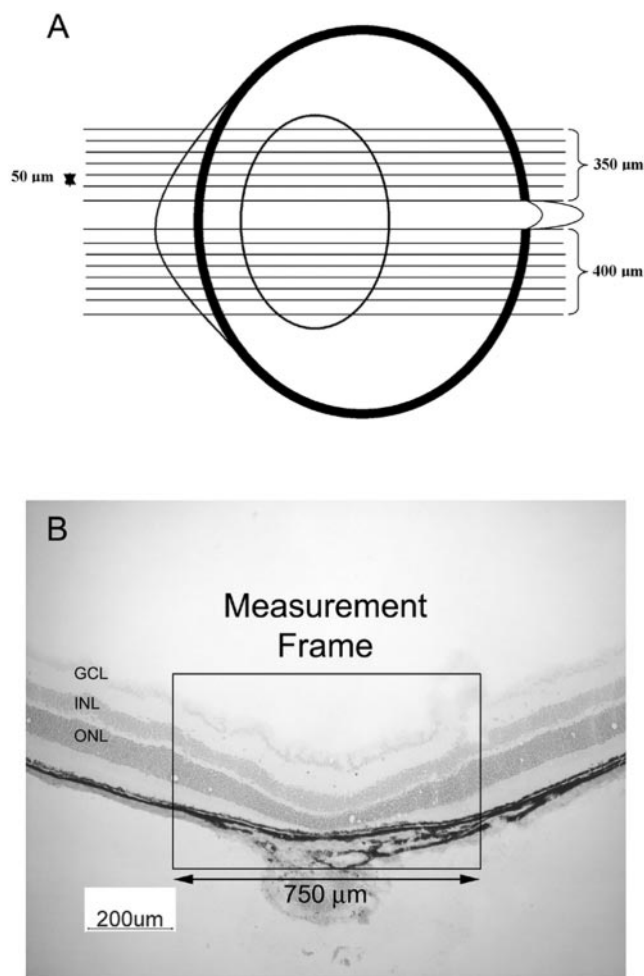 A
50 μm
350 μm
400 μm
B
Measurement
Frame
GCL
INL
ONL
750 μm
200um